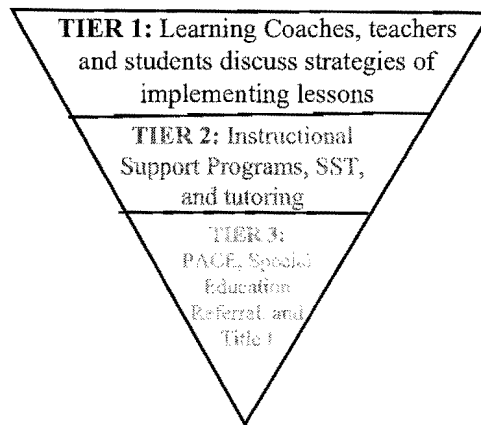 TIER 1: Learning Coaches, teachers
and students discuss strategies of
implementing lessons
TIER 2: Instructional
Support Programs, SST,
and tutoring
TIER 3:
PACE, Special
Education
Referral, and
Title I